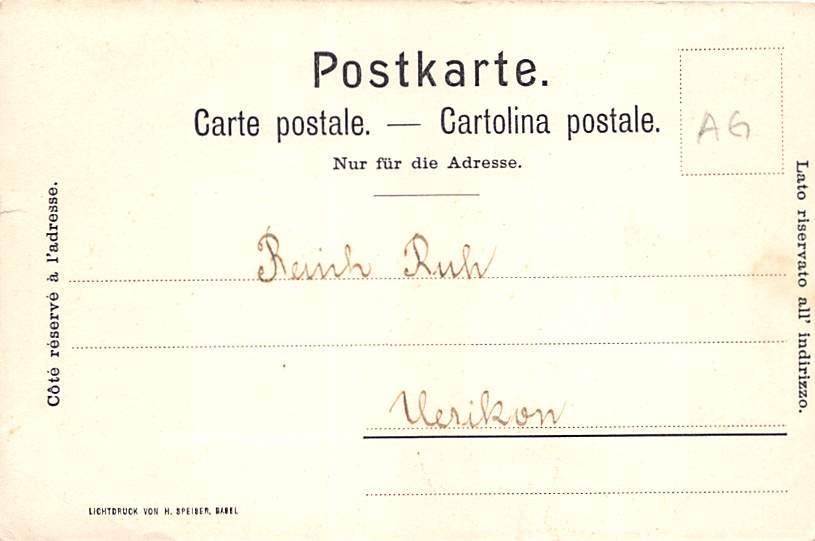 Postkarte.
Carte postale. — Cartolina postale.
Nur für die Adresse.
AG
Côté réservé à l'adresse.
Lato riservato all' indirizzo.
Reinh Ruh
Uerikon
LICHTDRUCK VON H. SPEISER, BASEL